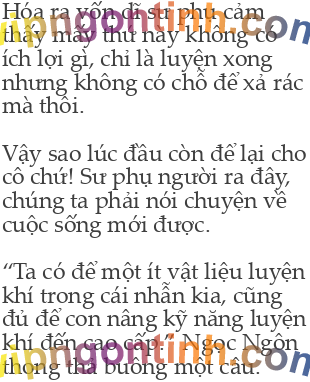 Hóa ra vốn dĩ sư phụ cảm
thấy mấy thứ này không có
ích lợi gì, chỉ là luyện xong
nhưng không có chỗ để xả rác
mà thôi.
Vậy sao lúc đầu còn để lại cho
cô chứ! Sư phụ người ra đây,
chúng ta phải nói chuyện về
cuộc sống mới được.
“Ta có để một ít vật liệu luyện
khí trong cái nhẫn kia, cũng
đủ để con nâng kỹ năng luyện
khí đến cao cấp.” Ngọc Ngôn
thong thả buông một câu.